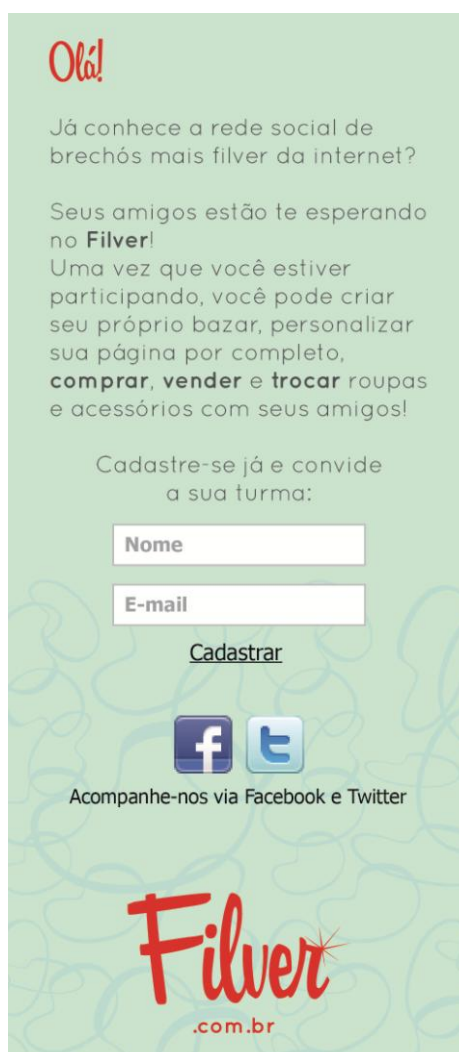 Olá!
Já conhece a rede social de
brechós mais filver da internet?
Seus amigos estão te esperando
no Filver!
Uma vez que você estiver
participando, você pode criar
seu próprio bazar, personalizar
sua página por completo,
comprar, vender e trocar roupas
e acessórios com seus amigos!
Cadastre-se já e convide
a sua turma:
Nome
E-mail
Cadastrar
f t
Acompanhe-nos via Facebook e Twitter
Filver
.com.br